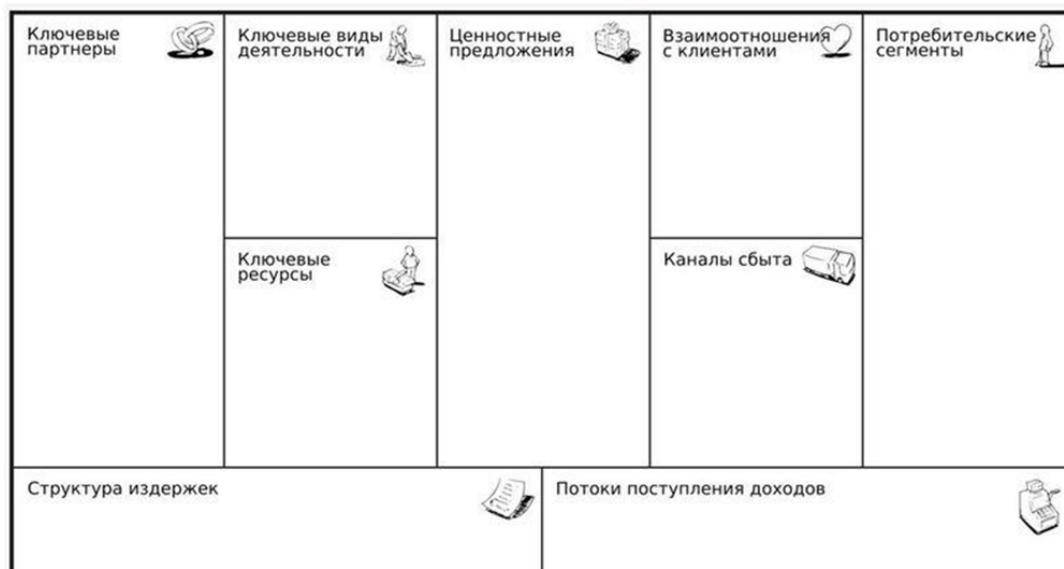 Ключевые
партнеры
Ключевые виды
деятельности
Ценностные
предложения
Взаимоотношения
с клиентами
Потребительские
сегменты
Ключевые
ресурсы
Каналы сбыта
Структура издержек
Потоки поступления доходов